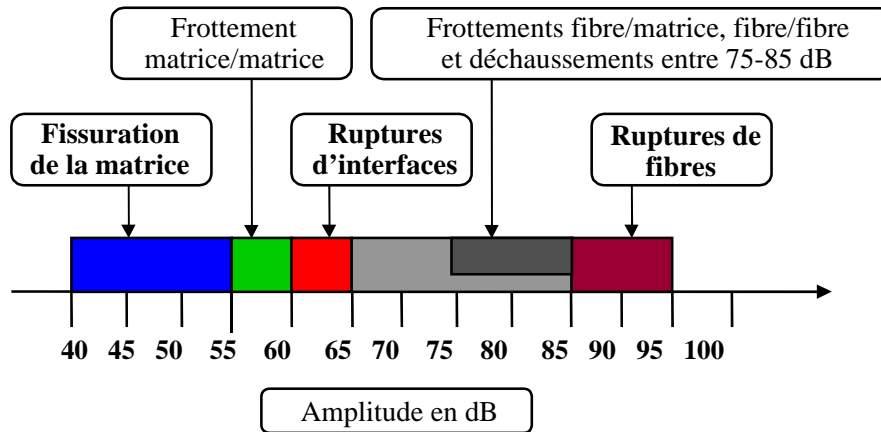 Frottement
matrice/matrice
Frottements fibre/matrice, fibre/fibre
et déchaussements entre 75-85 dB
Fissuration
de la matrice
Ruptures
d’interfaces
Ruptures de
fibres
40 45 50 55 60 65 70 75 80 85 90 95 100
Amplitude en dB